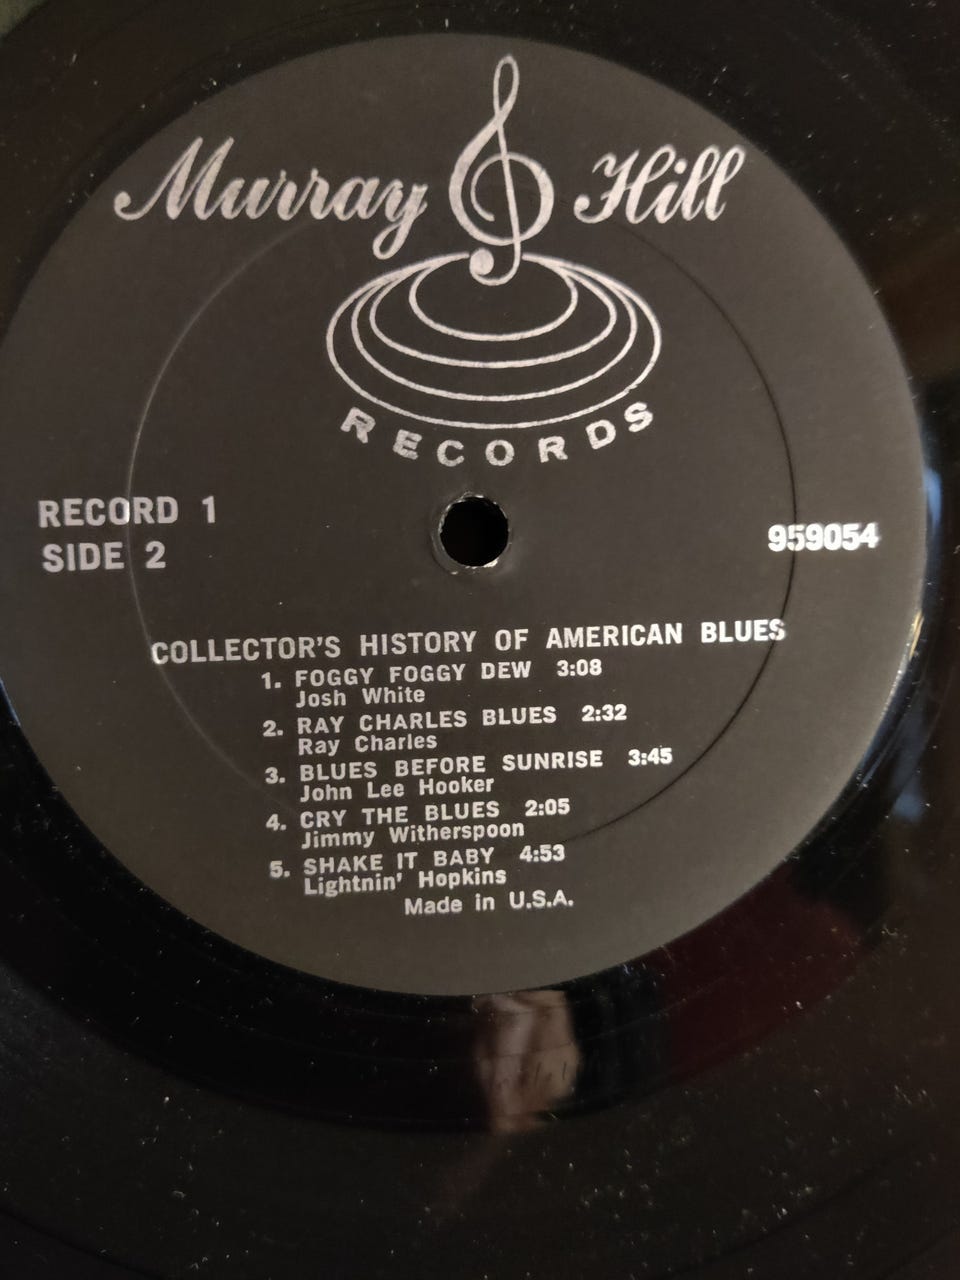 Murray Hill
RECORDS
RECORD 1
SIDE 2
959054
COLLECTOR'S HISTORY OF AMERICAN BLUES
1. FOGGY FOGGY DEW 3:08
Josh White
2. RAY CHARLES BLUES 2:32
Ray Charles
3. BLUES BEFORE SUNRISE 3:45
John Lee Hooker
4. CRY THE BLUES 2:05
Jimmy Witherspoon
5. SHAKE IT BABY 4:53
Lightnin' Hopkins
Made in U.S.A.